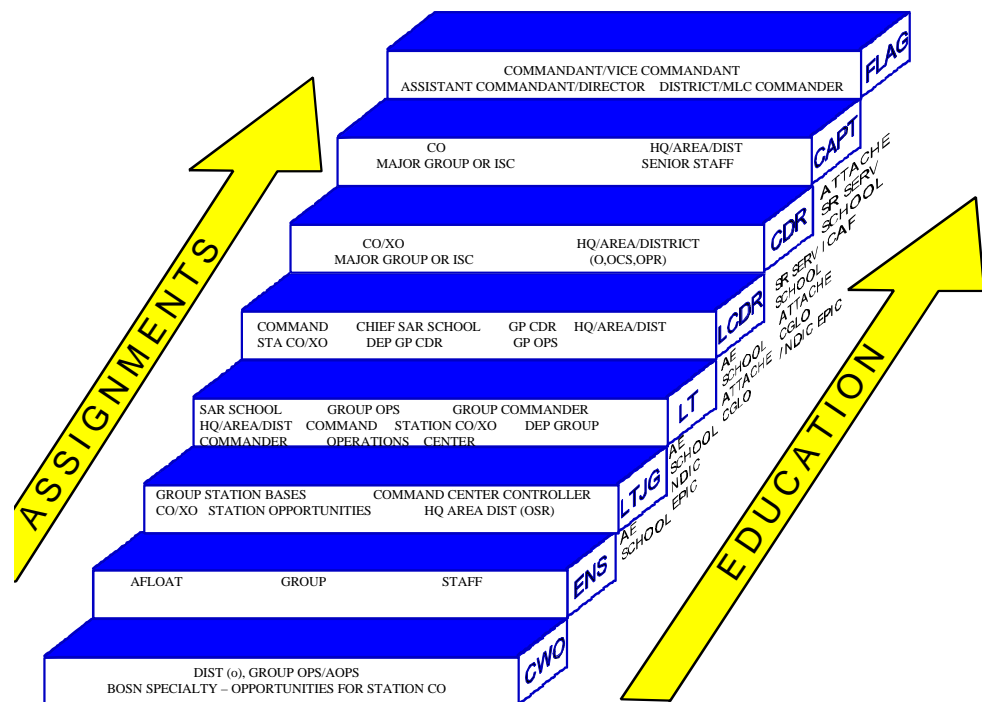 COMMANDANT/VICE COMMANDANT
ASSISTANT COMMANDANT/DIRECTOR DISTRICT/MLC COMMANDER
FLAG
CO HQ/AREA/DIST
MAJOR GROUP OR ISC SENIOR STAFF
CAPT
ATTACHE
SR SERV
SCHOOL
CO/XO HQ/AREA/DISTRICT
MAJOR GROUP OR ISC (O,OCS,OPR)
CDR
SR SERV ICAF
SCHOOL
ATTACHE
COMMAND CHIEF SAR SCHOOL GP CDR HQ/AREA/DIST
STA CO/XO DEP GP CDR GP OPS
LCDR
AE
SCHOOL CGLO
ATTACHE /NDIC EPIC
SAR SCHOOL GROUP OPS GROUP COMMANDER
HQ/AREA/DIST COMMAND STATION CO/XO DEP GROUP
COMMANDER OPERATIONS CENTER
LT
AE
SCHOOL CGLO
NDIC
GROUP STATION BASES COMMAND CENTER CONTROLLER
CO/XO STATION OPPORTUNITIES HQ AREA DIST (OSR)
LTJG
AE
SCHOOL EPIC
AFLOAT GROUP STAFF
ENS
DIST (o), GROUP OPS/AOPS
BOSN SPECIALTY – OPPORTUNITIES FOR STATION CO
CWO
ASSIGNMENTS
EDUCATION